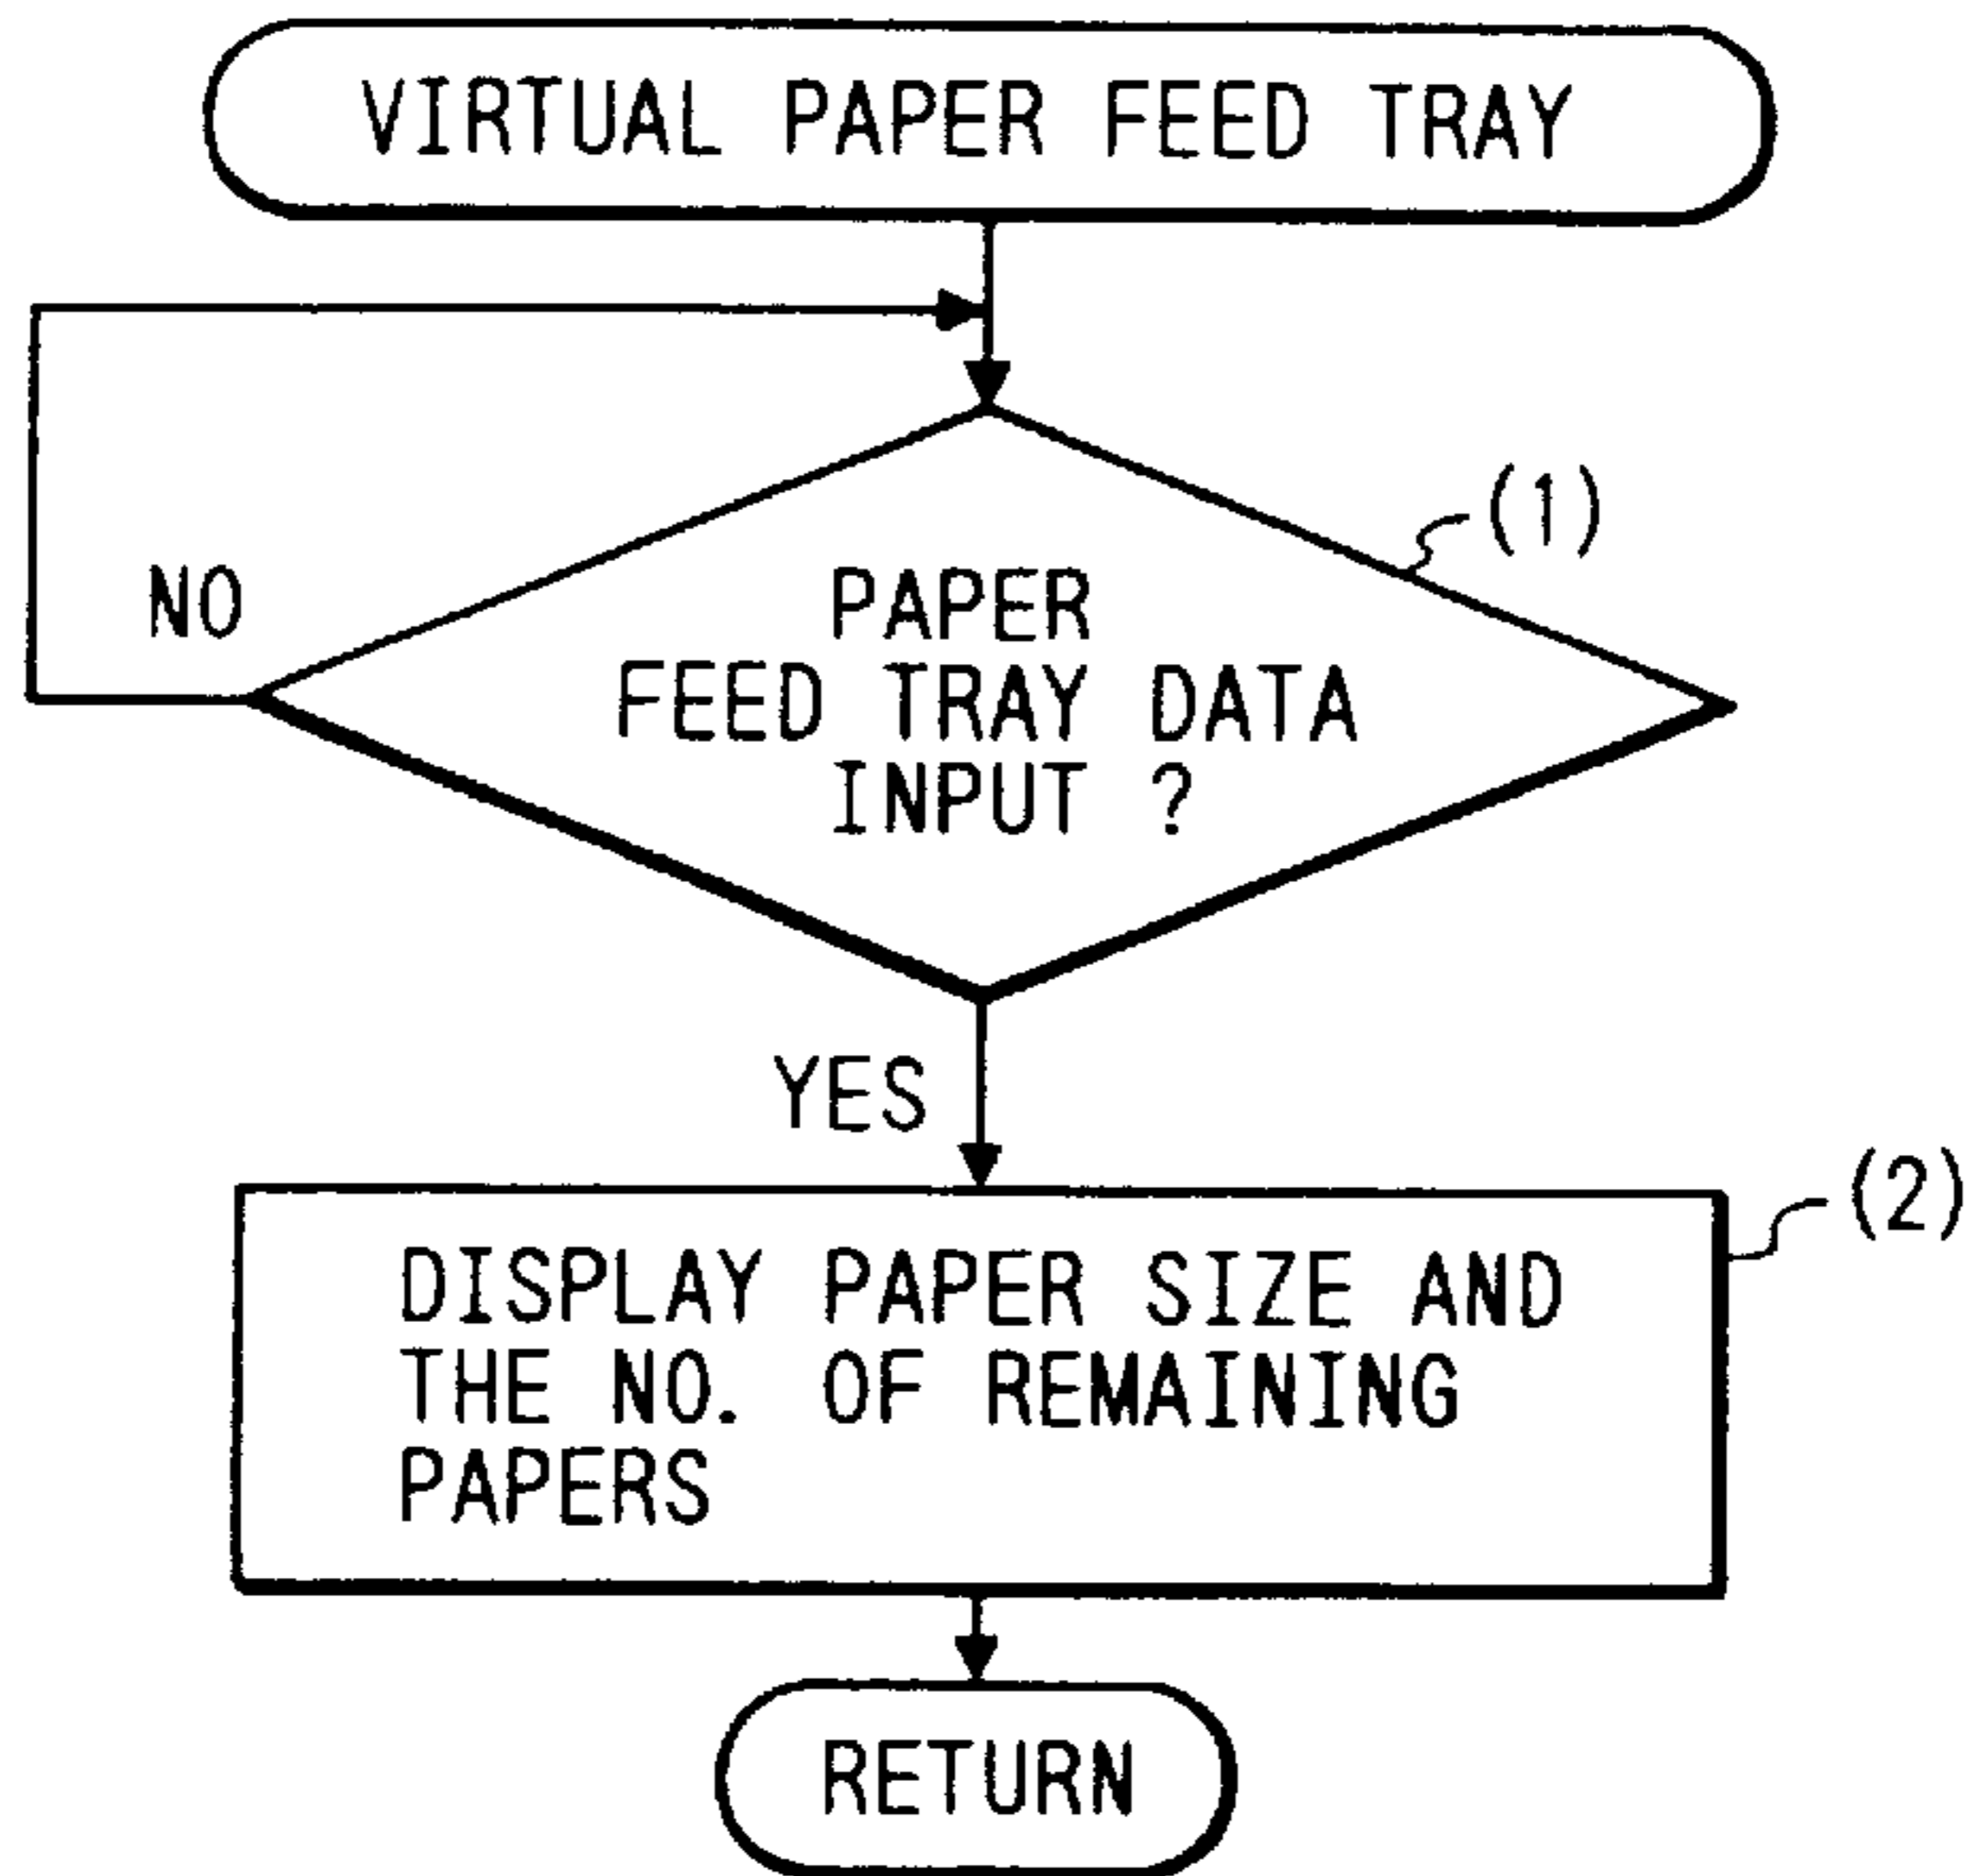 VIRTUAL PAPER FEED TRAY
(1)
NO
PAPER
FEED TRAY DATA
INPUT ?
YES
(2)
DISPLAY PAPER SIZE AND
THE NO. OF REMAINING
PAPERS
RETURN